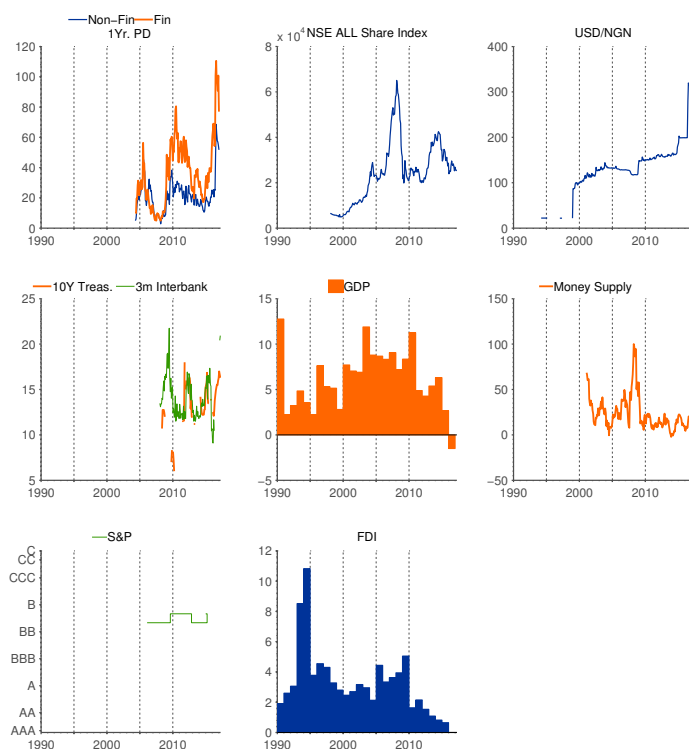 Non−Fin Fin
1Yr. PD
120
100
80
60
40
20
0
1990 2000 2010
x 10⁴ NSE ALL Share Index
8
6
4
2
0
1990 2000 2010
USD/NGN
400
300
200
100
0
1990 2000 2010
10Y Treas. 3m Interbank
25
20
15
10
5
1990 2000 2010
GDP
15
10
5
0
−5
1990 2000 2010
Money Supply
150
100
50
0
−50
1990 2000 2010
S&P
C
CC
CCC
B
BB
BBB
A
AA
AAA
1990 2000 2010
FDI
12
10
8
6
4
2
0
1990 2000 2010